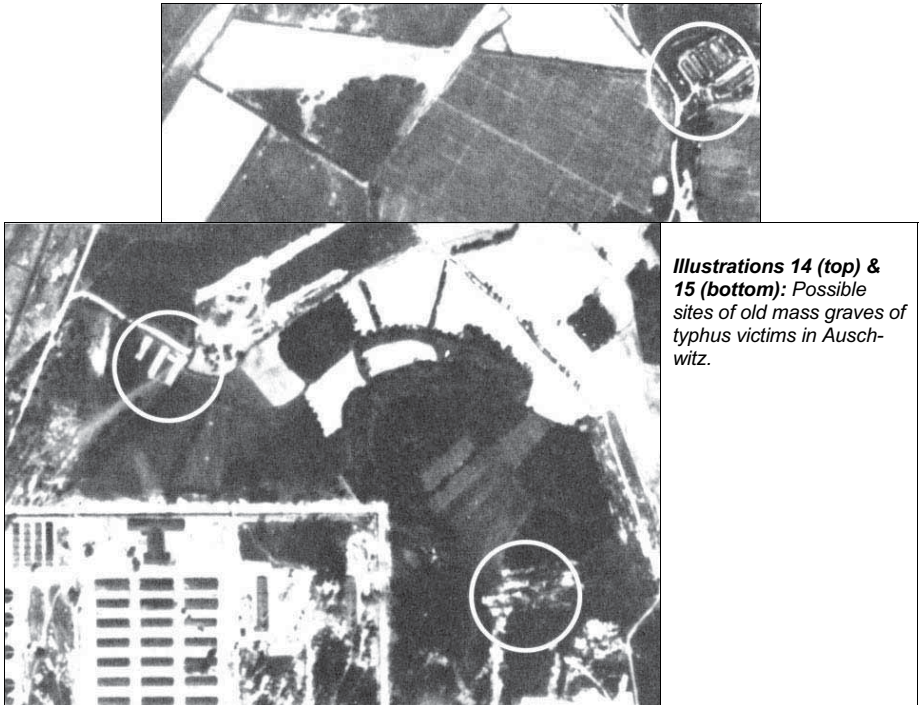 Illustrations 14 (top) &
15 (bottom): Possible
sites of old mass graves of
typhus victims in Ausch-
witz.